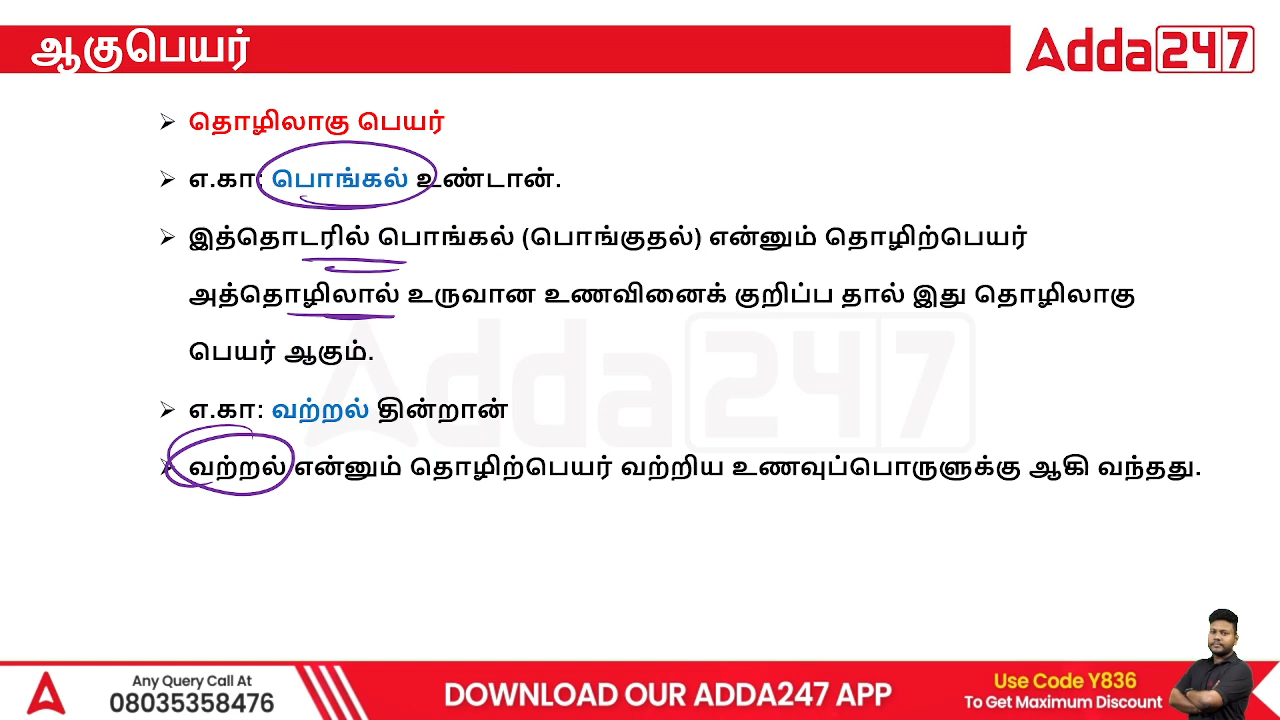 ஆகுபெயர்
Adda247
தொழிலாகு பெயர்
எ.கா: பொங்கல் உண்டான்.
இத்தொடரில் பொங்கல் (பொங்குதல்) என்னும் தொழிற்பெயர்
அத்தொழிலால் உருவான உணவினைக் குறிப்ப தால் இது தொழிலாகு
பெயர் ஆகும்.
எ.கா: வற்றல் தின்றான்
வற்றல் என்னும் தொழிற்பெயர் வற்றிய உணவுப்பொருளுக்கு ஆகி வந்தது.
Adda247
Any Query Call At
08035358476
DOWNLOAD OUR ADDA247 APP
Use Code Y836
To Get Maximum Discount